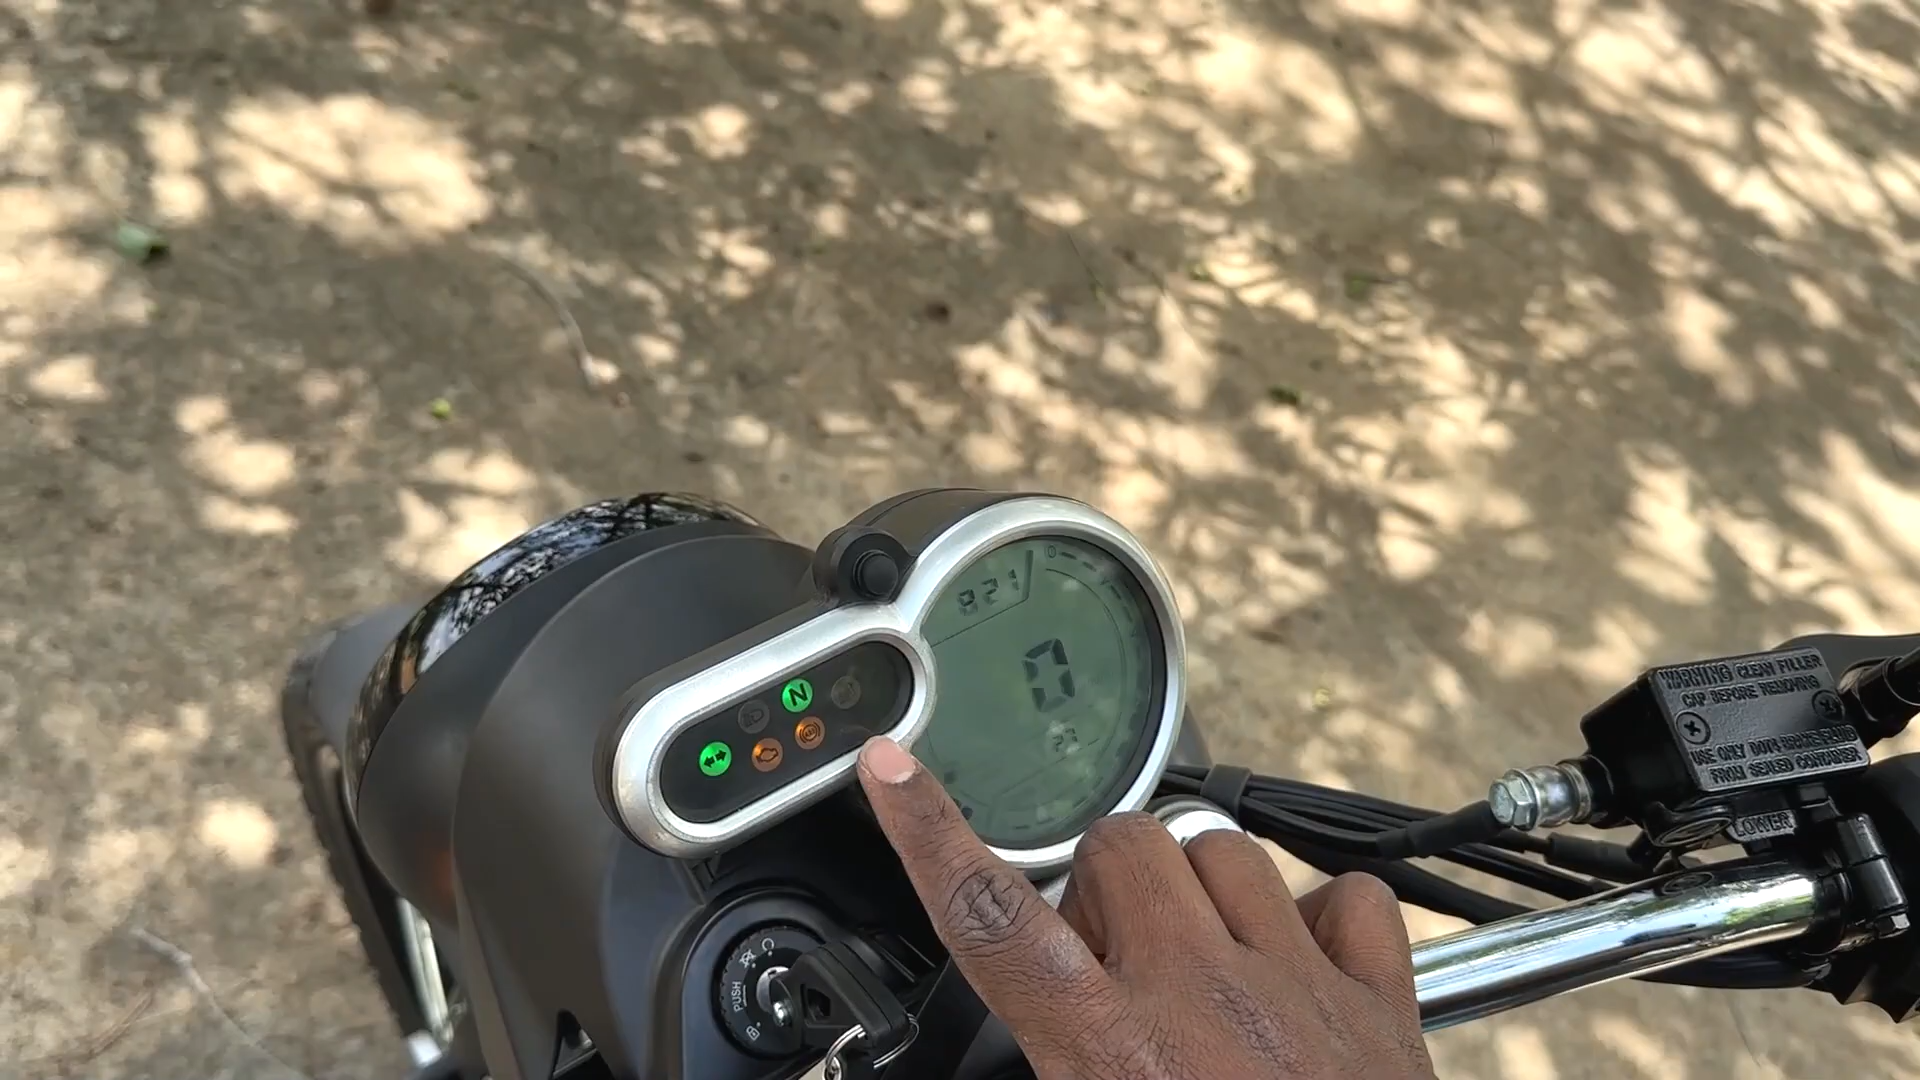 821
0
N
WARNING CLEAN FILLER
CAP BEFORE REMOVING
USE ONLY DOT4 BRAKE FLUID
FROM SEALED CONTAINER
LOWER
PUSH